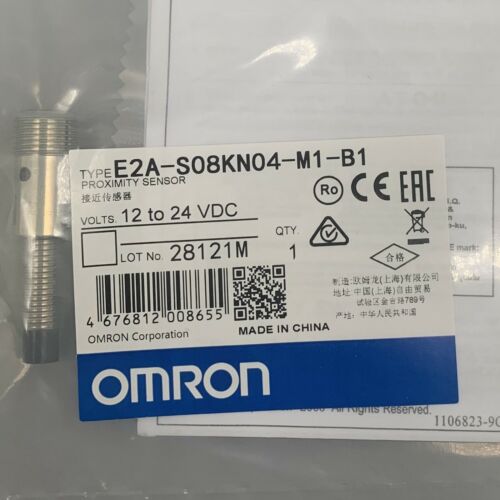 TYPE E2A-S08KN04-M1-B1
PROXIMITY SENSOR
接近传感器
Ro CE EAC
VOLTS. 12 to 24 VDC
LOT No. 28121M
QTY.
1
合格
制造: 欧姆龙(上海)有限公司
地址: 中国(上海)自由贸易
试验区金吉路789号
产地: 中华人民共和国
4 676812 008655
OMRON Corporation
MADE IN CHINA
OMRON
All Rights Reserved.
1106823-9